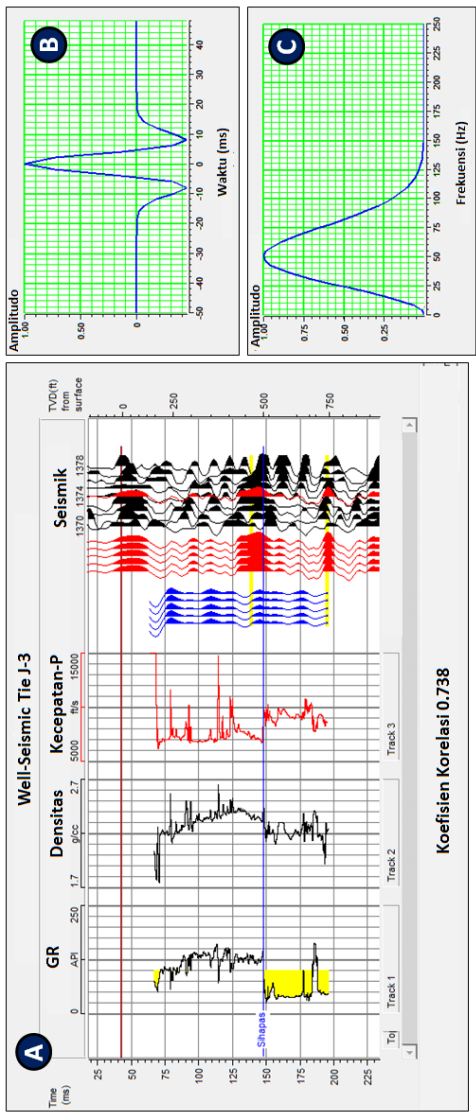 A
Well-Seismic Tie J-3
Time (ms)
GR
Densitas
Kecepatan-P
Seismik
TVD(ft) from surface
0 API 250
1.7 g/cc 2.7
5000 ft/s 15000
1370 1374 1378
25
50
75
100
125
150
175
200
225
0
250
500
750
Sihapas
Track 1
Track 2
Track 3
Koefisien Korelasi 0.738
B
Amplitudo
1.00
0.50
0
-50 -40 -30 -20 -10 0 10 20 30 40
Waktu (ms)
C
Amplitudo
1.00
0.75
0.50
0.25
0 25 50 75 100 125 150 175 200 225 250
Frekuensi (Hz)